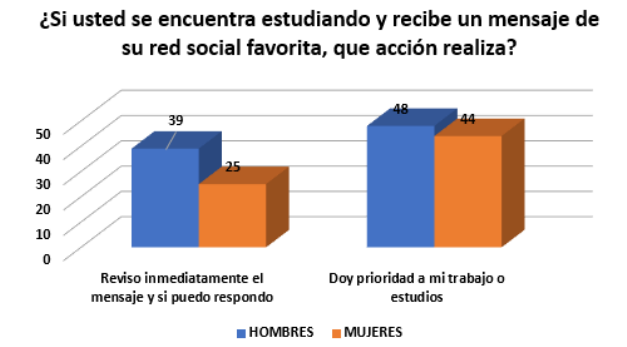 ¿Si usted se encuentra estudiando y recibe un mensaje de
su red social favorita, que acción realiza?
39
48
44
25
50
40
30
20
10
0
Reviso inmediatamente el
mensaje y si puedo respondo
Doy prioridad a mi trabajo o
estudios
HOMBRES
MUJERES